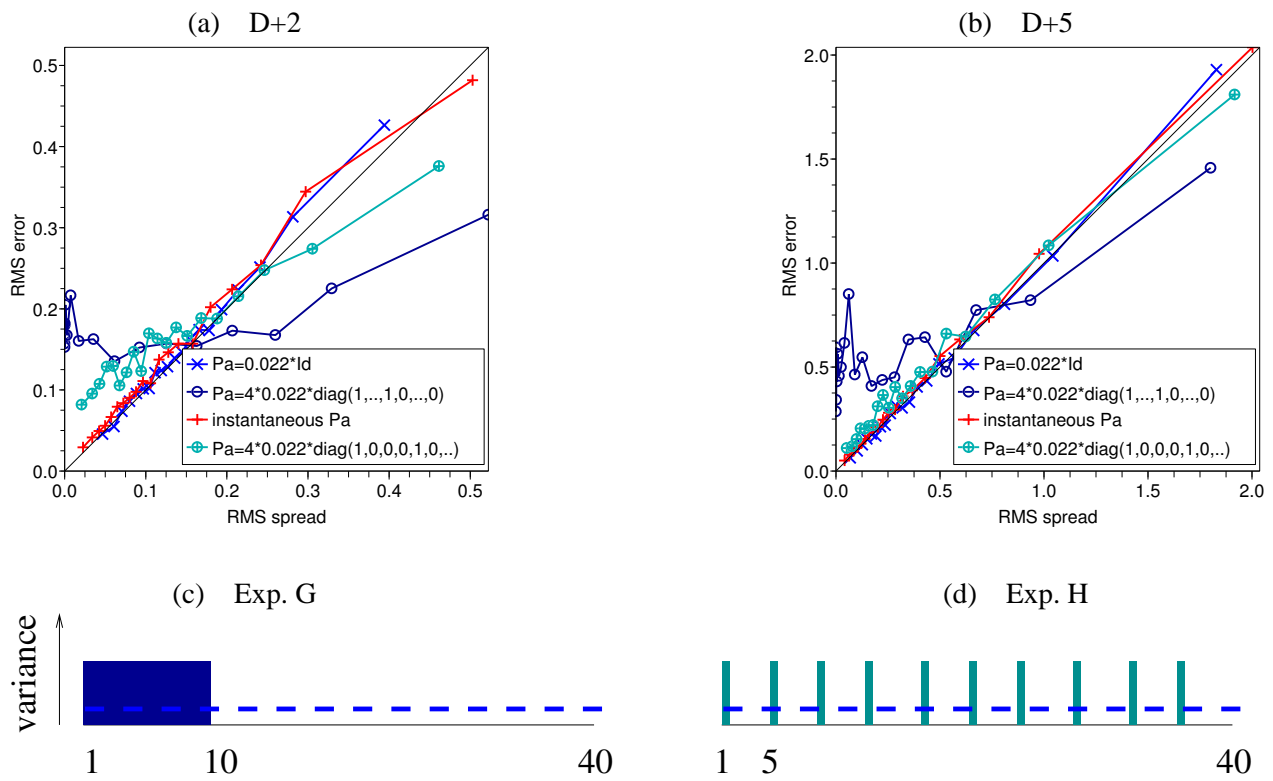 (a) D+2
0.5
0.4
0.3
0.2
0.1
0.0
RMS error
0.0 0.1 0.2 0.3 0.4 0.5
RMS spread
Pa=0.022*Id
Pa=4*0.022*diag(1,..,1,0,..,0)
instantaneous Pa
Pa=4*0.022*diag(1,0,0,0,1,0,..)
(b) D+5
2.0
1.5
1.0
0.5
0.0
RMS error
0.0 0.5 1.0 1.5 2.0
RMS spread
Pa=0.022*Id
Pa=4*0.022*diag(1,..,1,0,..,0)
instantaneous Pa
Pa=4*0.022*diag(1,0,0,0,1,0,..)
(c) Exp. G
variance
1 10 40
(d) Exp. H
1 5 40